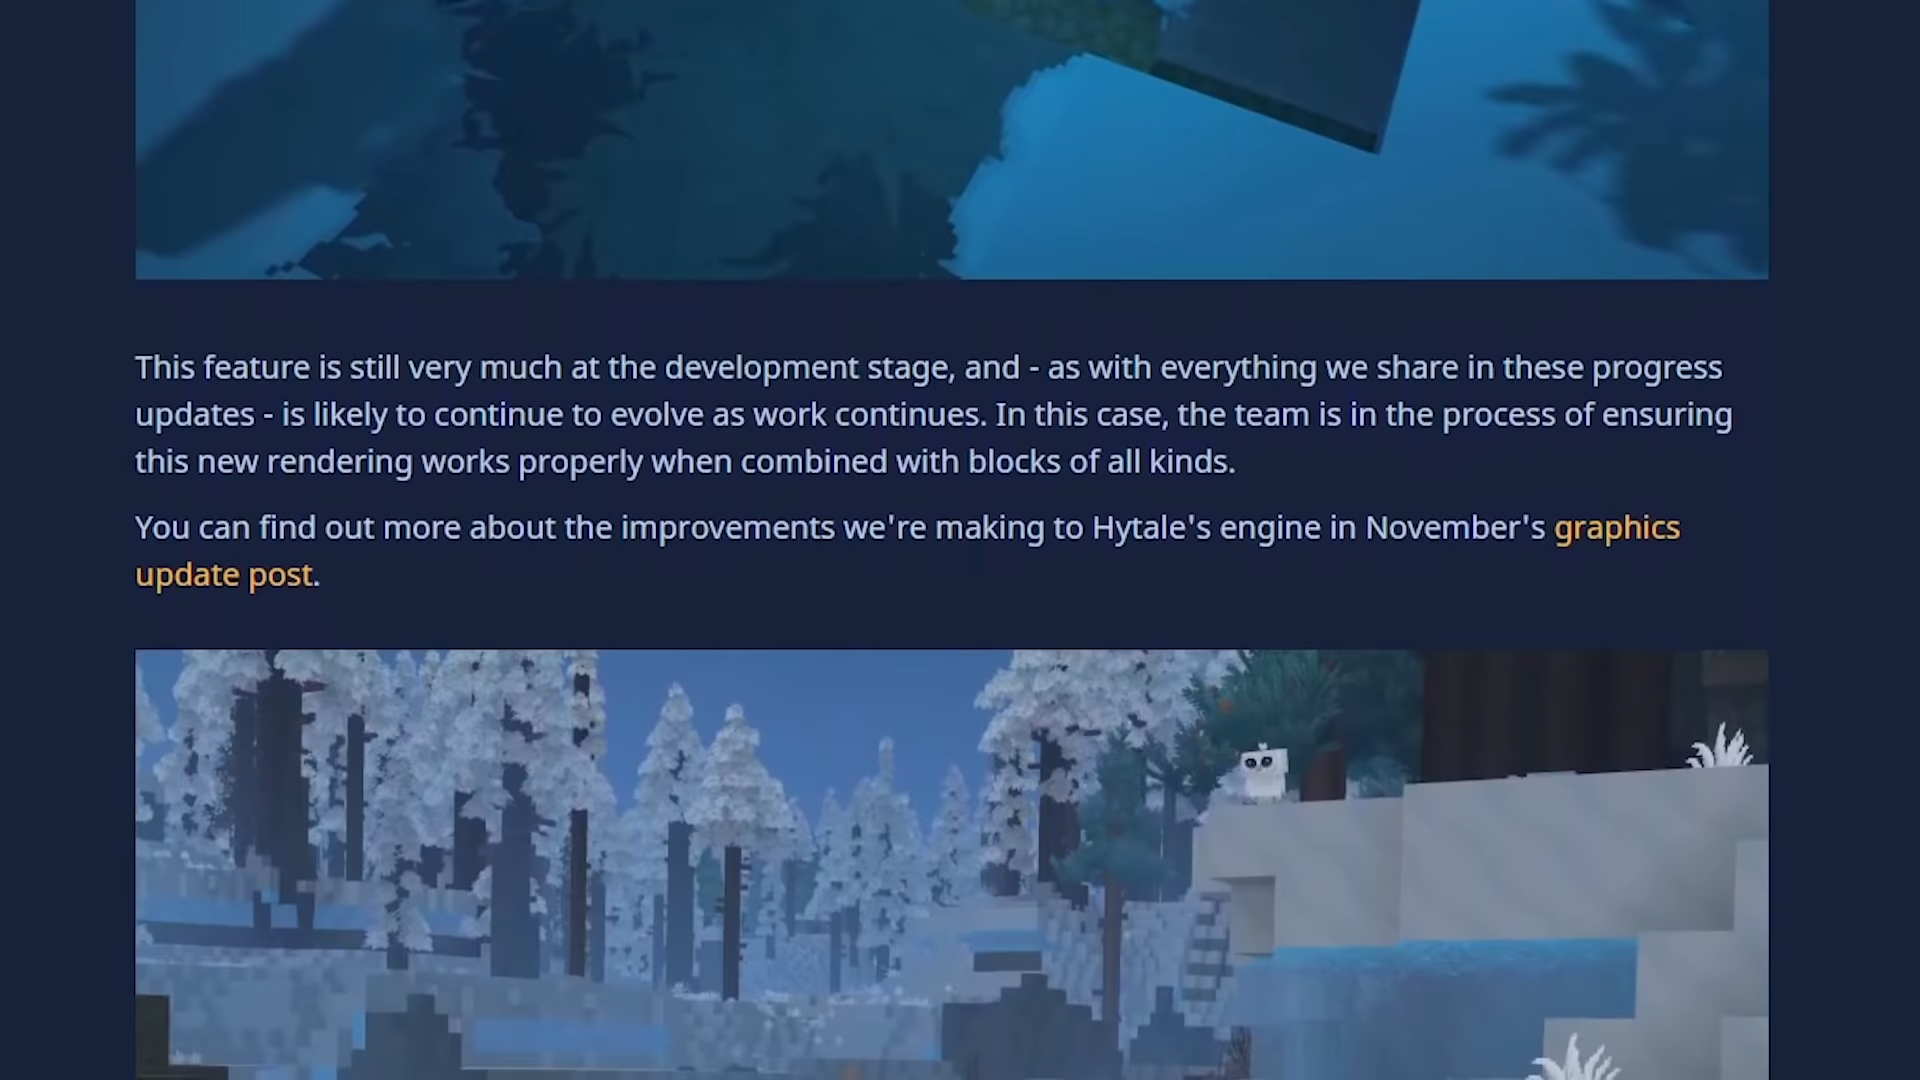 This feature is still very much at the development stage, and - as with everything we share in these progress
updates - is likely to continue to evolve as work continues. In this case, the team is in the process of ensuring
this new rendering works properly when combined with blocks of all kinds.
You can find out more about the improvements we're making to Hytale's engine in November's graphics
update post.